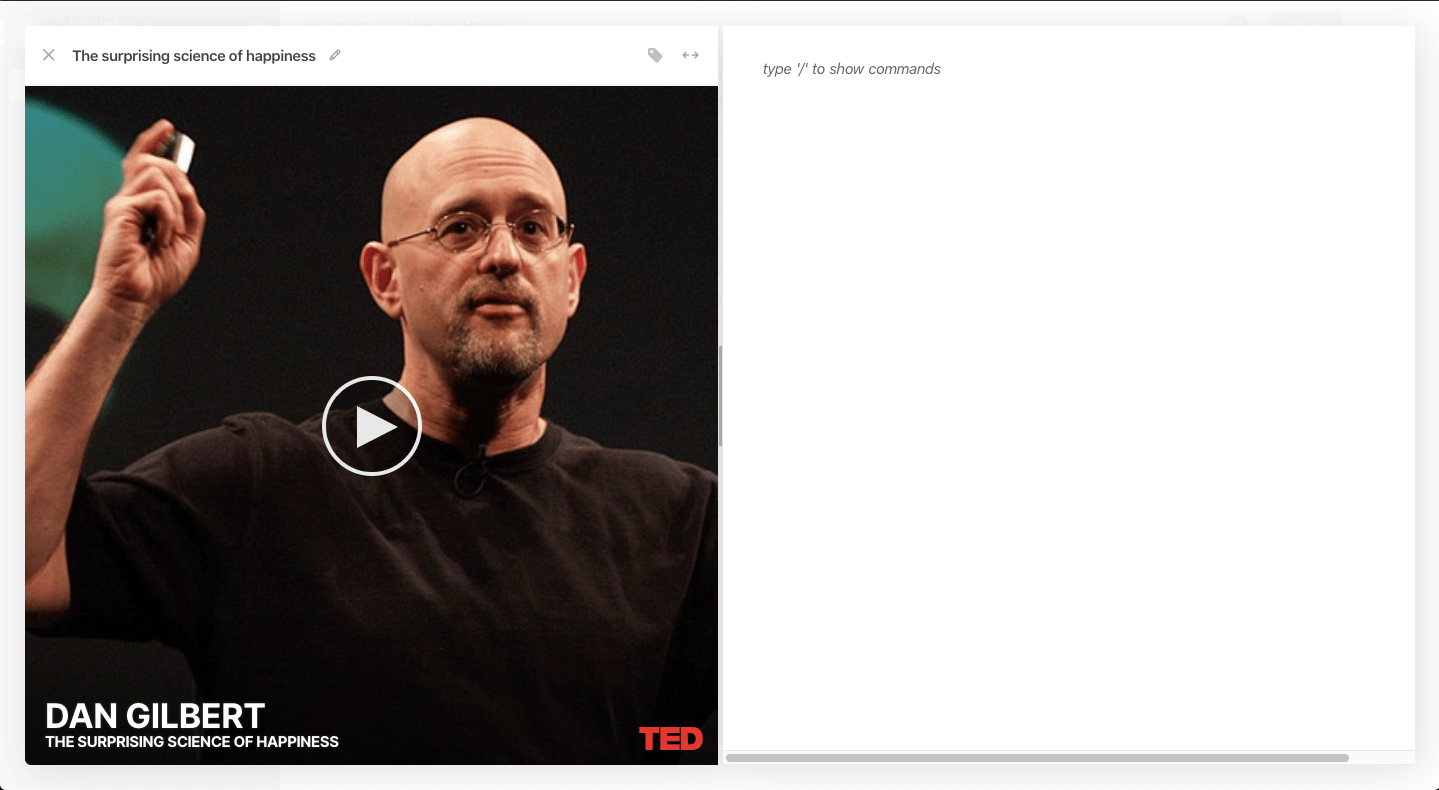 The surprising science of happiness
type '/' to show commands
DAN GILBERT
THE SURPRISING SCIENCE OF HAPPINESS
TED